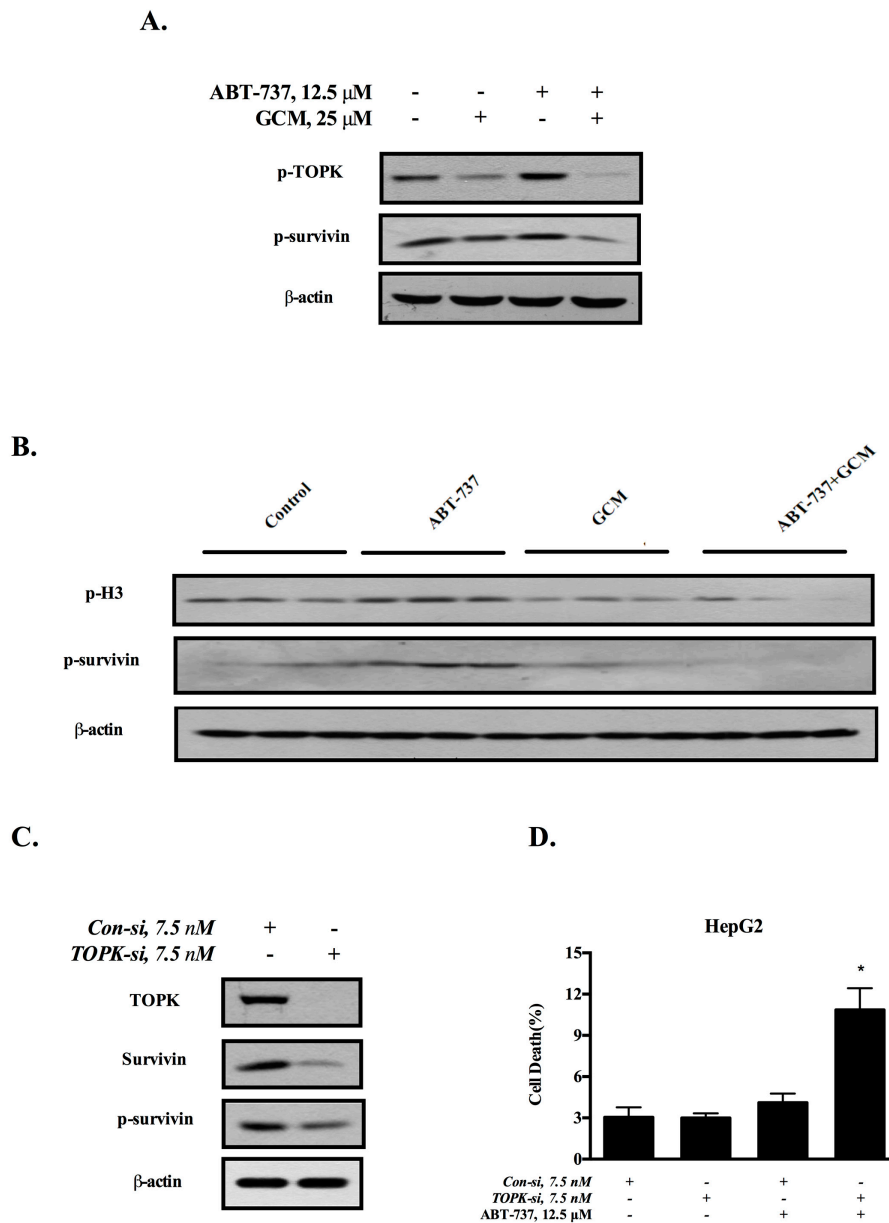 A.
ABT-737, 12.5 μM - - + +
GCM, 25 μM - + - +
p-TOPK
p-survivin
β-actin
B.
Control ABT-737 GCM ABT-737+GCM
p-H3
p-survivin
β-actin
C.
Con-si, 7.5 nM + -
TOPK-si, 7.5 nM - +
TOPK
Survivin
p-survivin
β-actin
D.
HepG2
Cell Death(%)
15
12
9
6
3
0
*
Con-si, 7.5 nM + - + -
TOPK-si, 7.5 nM - + - +
ABT-737, 12.5 μM - - + +